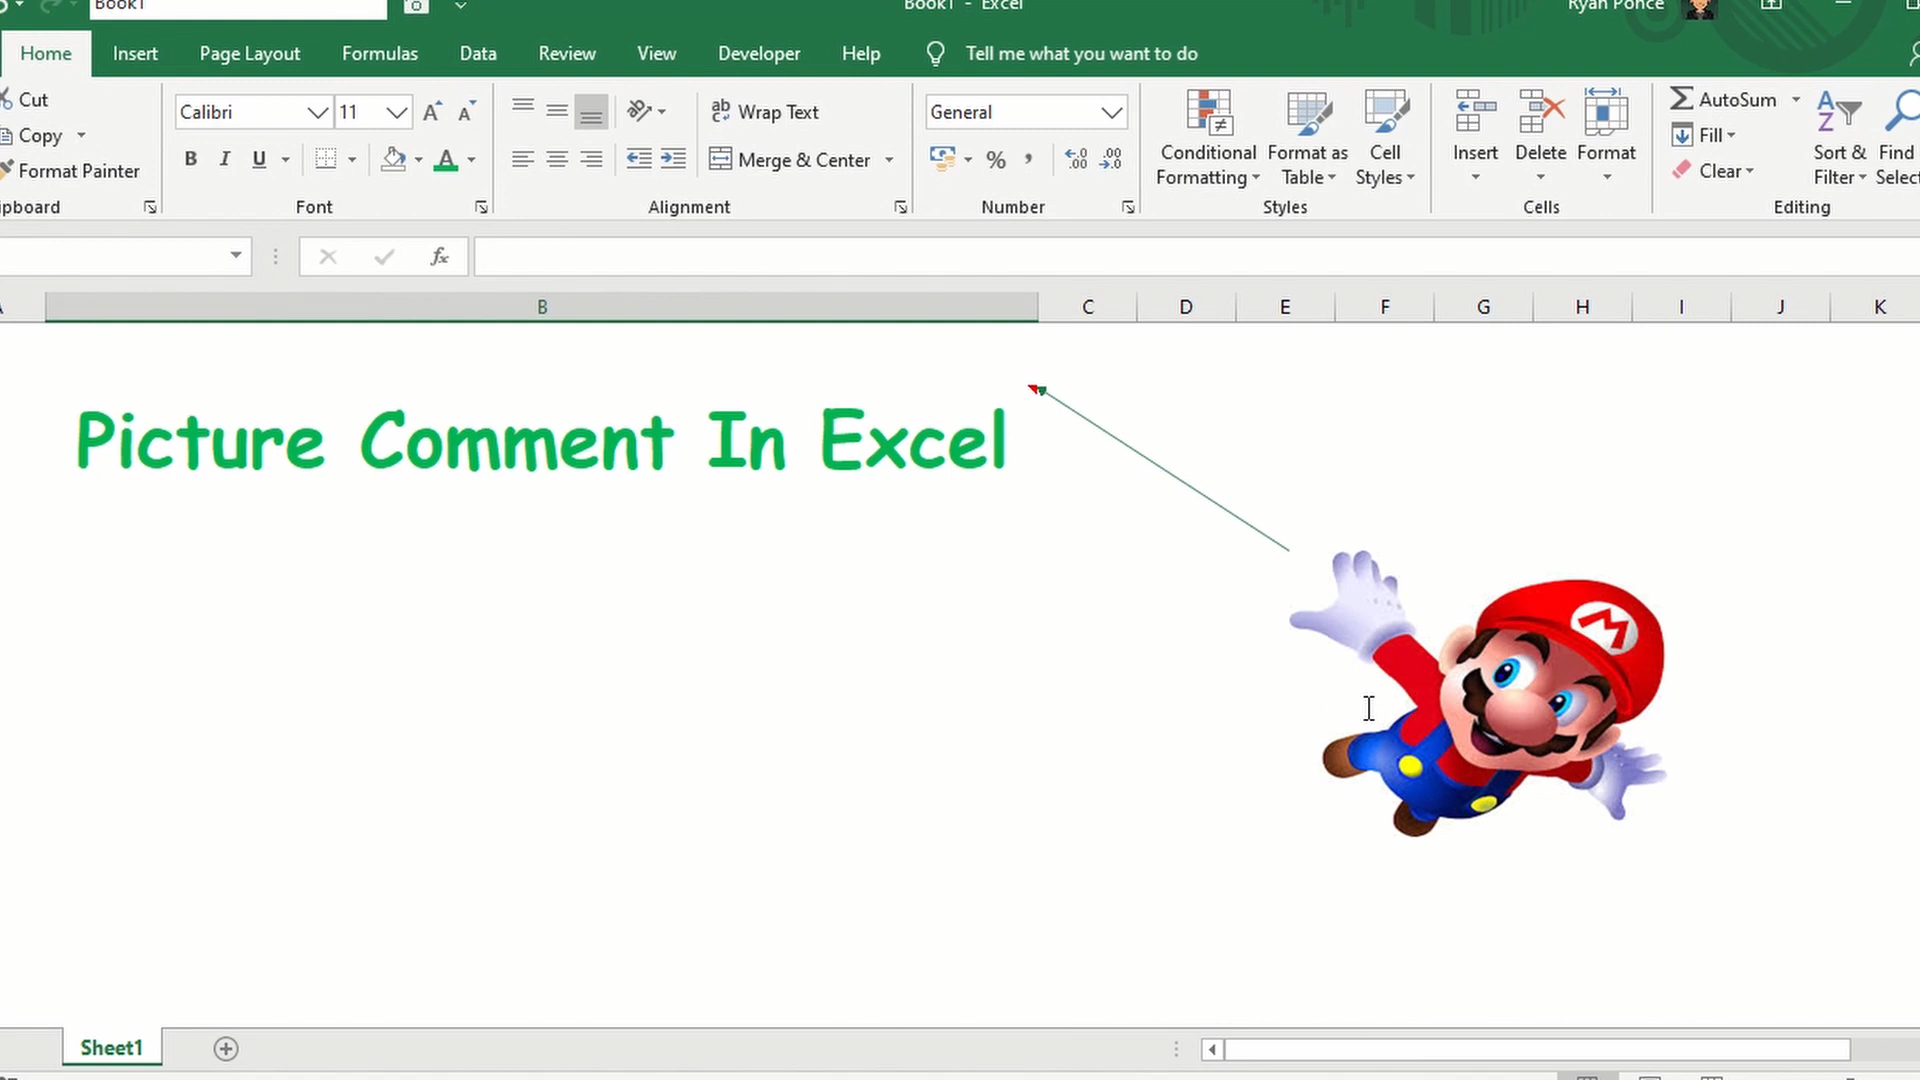 Book1
Book1 - Excel
Ryan Ponce
Home Insert Page Layout Formulas Data Review View Developer Help Tell me what you want to do
Cut
Copy
Format Painter
Calibri 11
B I U A
ab Wrap Text
Merge & Center
General
% ,
Conditional Formatting
Format as Table
Cell Styles
Insert
Delete
Format
AutoSum
Fill
Clear
Sort & Filter
Find
Select
pboard Font Alignment Number Styles Cells Editing
fx
B C D E F G H I J K
Picture Comment In Excel
M
Sheet1